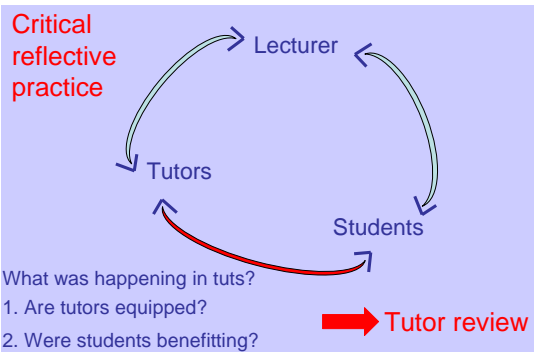 Critical
reflective
practice
Lecturer
Tutors
Students
What was happening in tuts?
1. Are tutors equipped?
2. Were students benefitting?
Tutor review